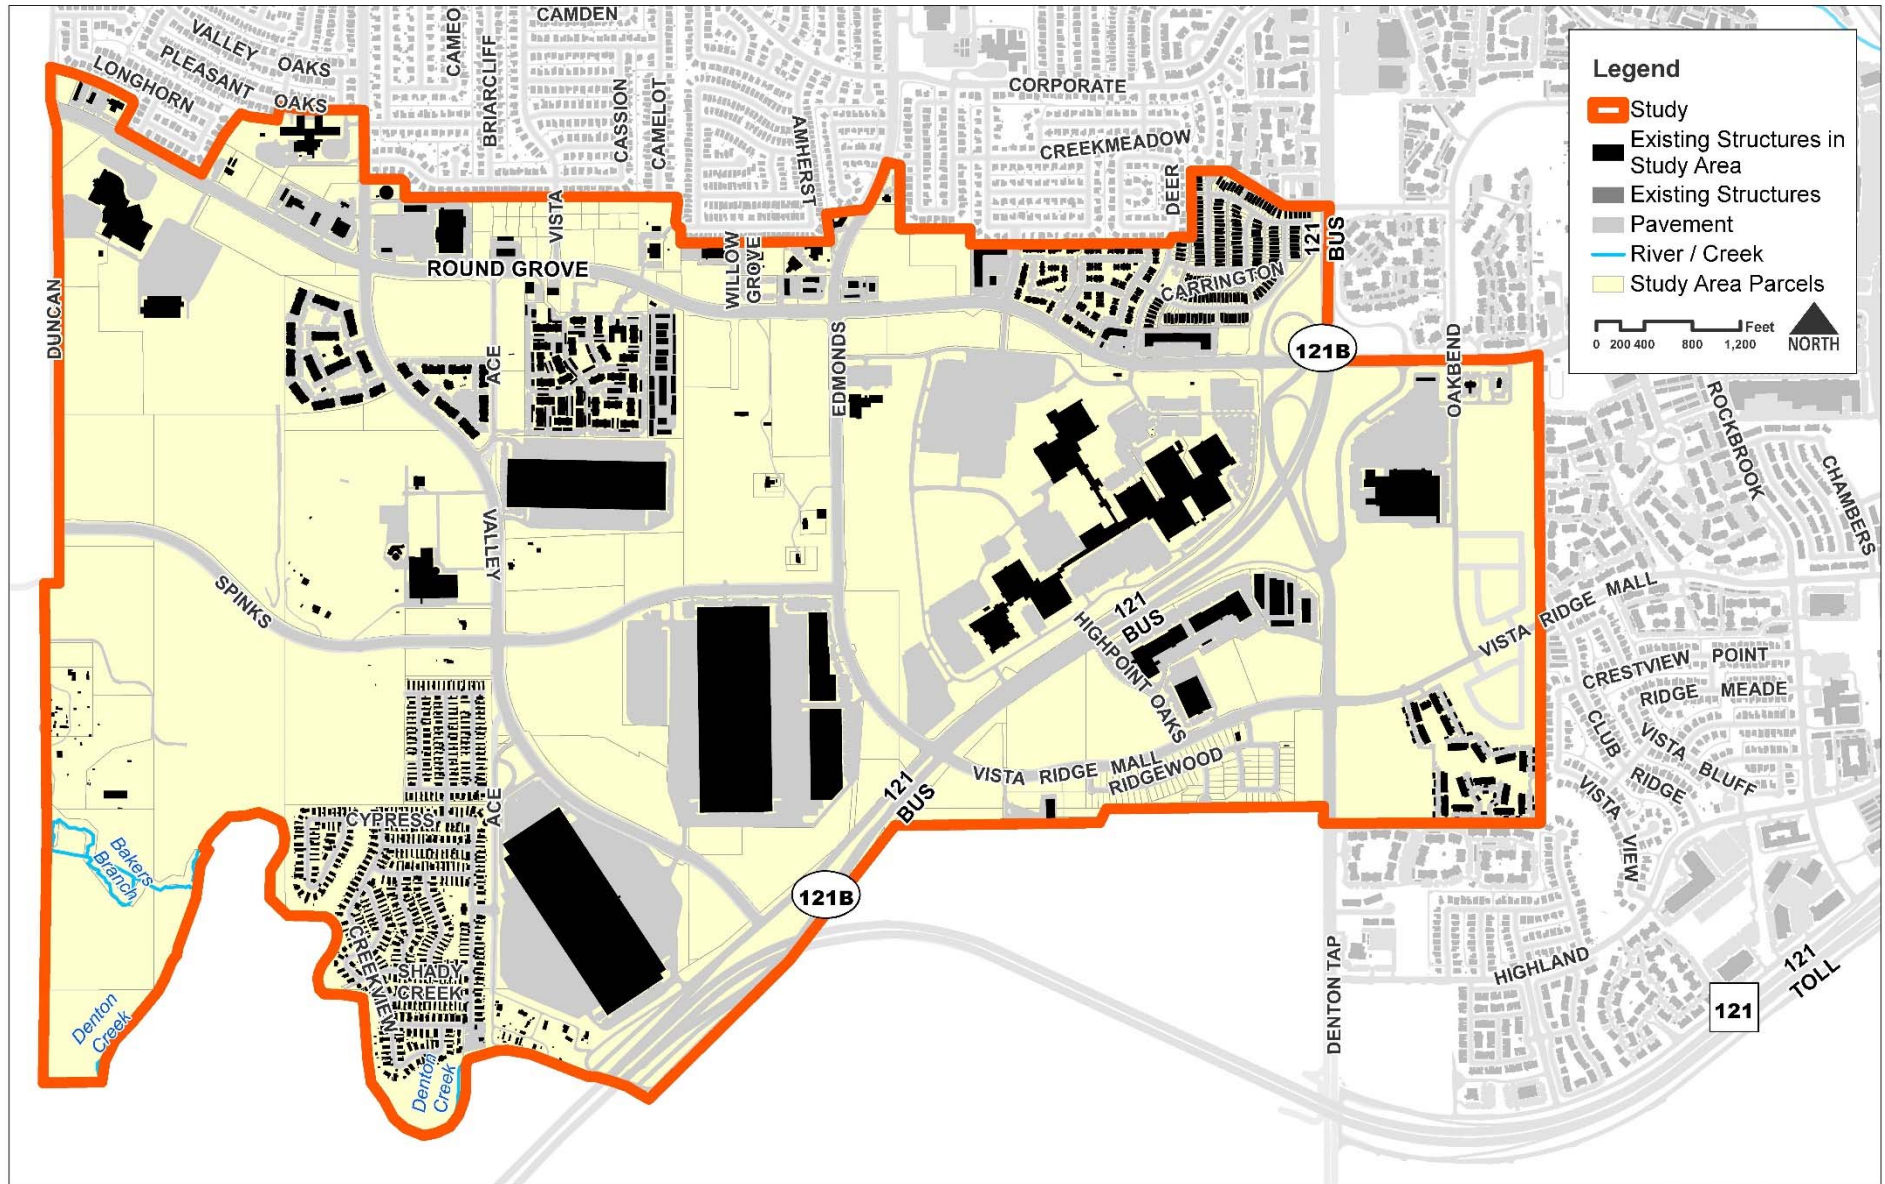 CAMDEN
CAMEO
VALLEY OAKS
PLEASANT OAKS
LONGHORN
BRIARCLIFF
CASSION
CAMELOT
AMHERST
CORPORATE
CREEKMEADOW
DEER
Legend
Study
Existing Structures in
Study Area
Existing Structures
Pavement
River / Creek
Study Area Parcels
Feet
0 200 400 800 1,200
NORTH
VISTA
WILLOW
GROVE
ROUND GROVE
121
BUS
CARRINGTON
DUNCAN
ACE
EDMONDS
121B
OAKBEND
ROCKBROOK
CHAMBERS
VALLEY
SPINKS
121
BUS
HIGHPOINT OAKS
VISTA RIDGE MALL
CRESTVIEW POINT
RIDGE MEADE
CLUB RIDGE
VISTA BLUFF
VISTA VIEW
VISTA RIDGE MALL
RIDGEWOOD
121
BUS
ACE
CYPRESS
Bakers
Branch
121B
CREEKVIEW
SHADY
CREEK
Denton
Creek
Denton
Creek
DENTON TAP
HIGHLAND
121
TOLL
121